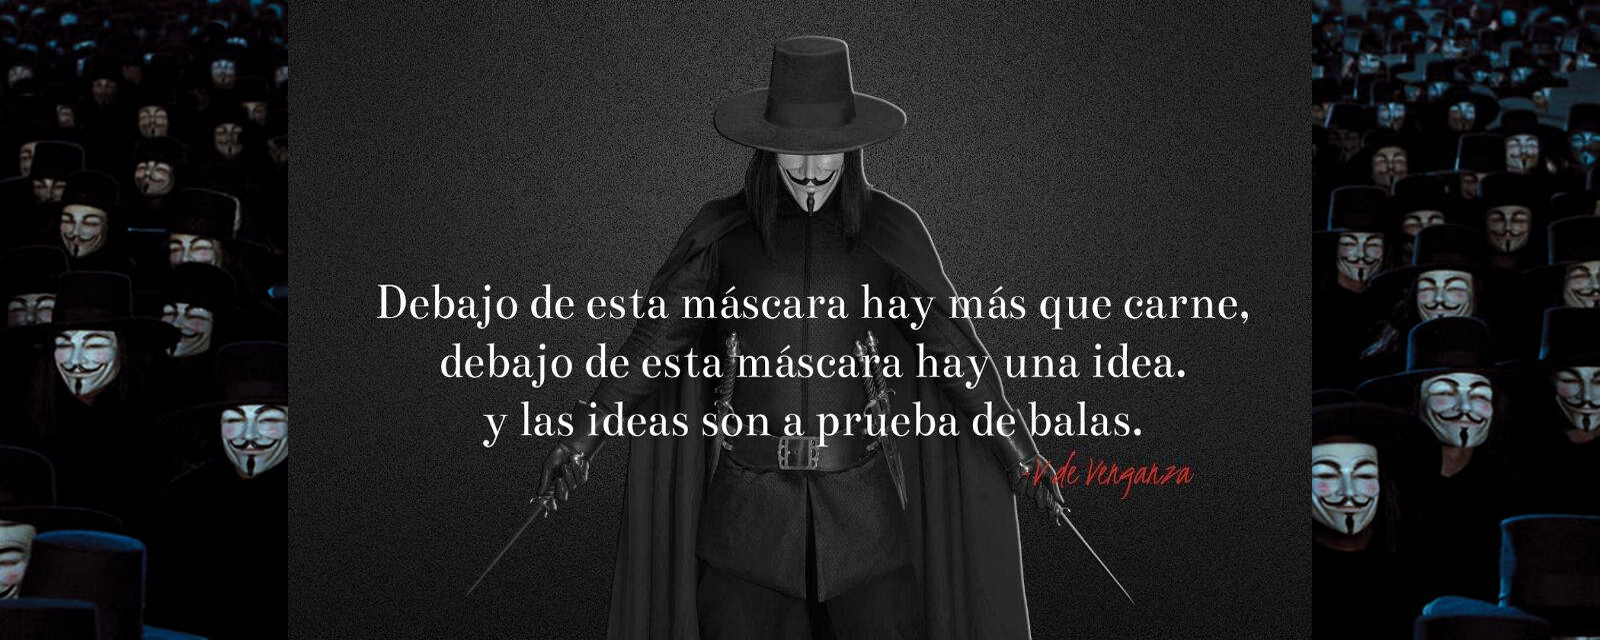 Debajo de esta máscara hay más que carne,
debajo de esta máscara hay una idea.
y las ideas son a prueba de balas.
-V de Venganza